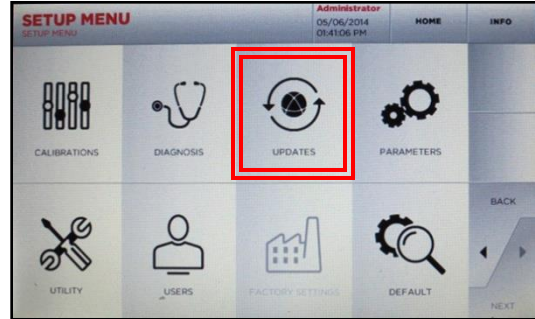 SETUP MENU
SETUP MENU
Administrator
05/06/2014
01:41:06 PM
HOME
INFO
CALIBRATIONS
DIAGNOSIS
UPDATES
PARAMETERS
BACK
UTILITY
USERS
FACTORY SETTINGS
DEFAULT
NEXT